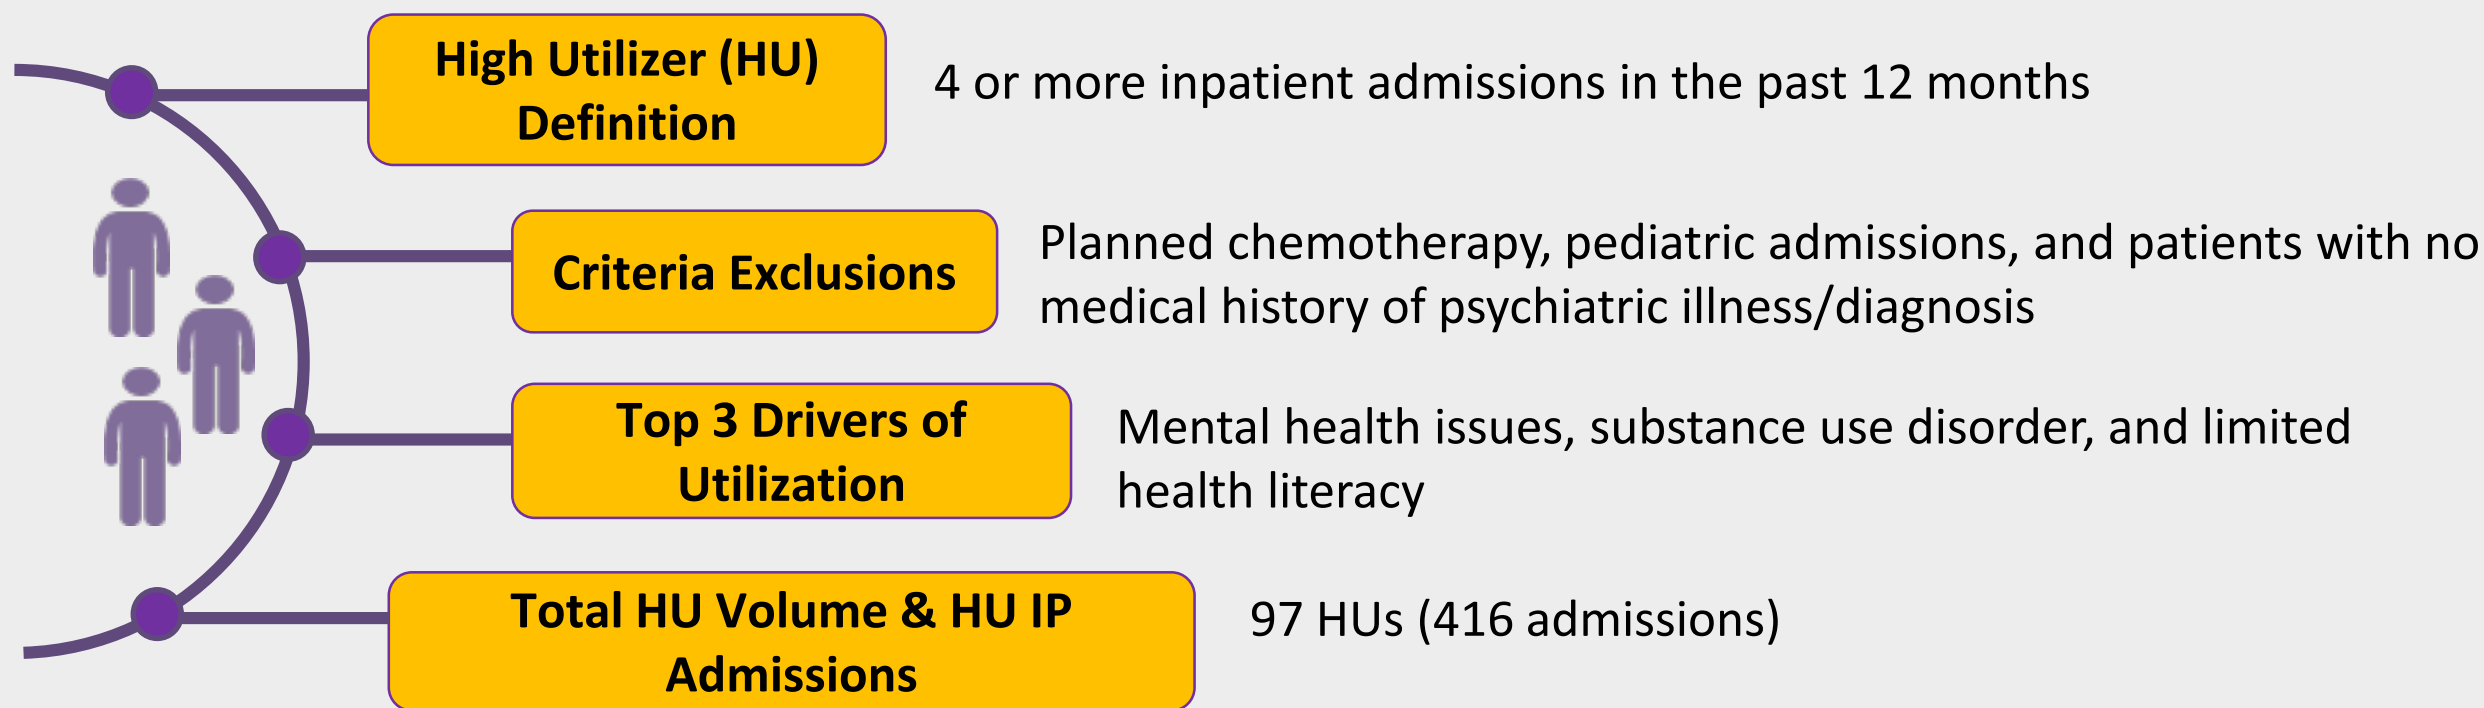 High Utilizer (HU)
Definition
4 or more inpatient admissions in the past 12 months
Criteria Exclusions
Planned chemotherapy, pediatric admissions, and patients with no
medical history of psychiatric illness/diagnosis
Top 3 Drivers of
Utilization
Mental health issues, substance use disorder, and limited
health literacy
Total HU Volume & HU IP
Admissions
97 HUs (416 admissions)